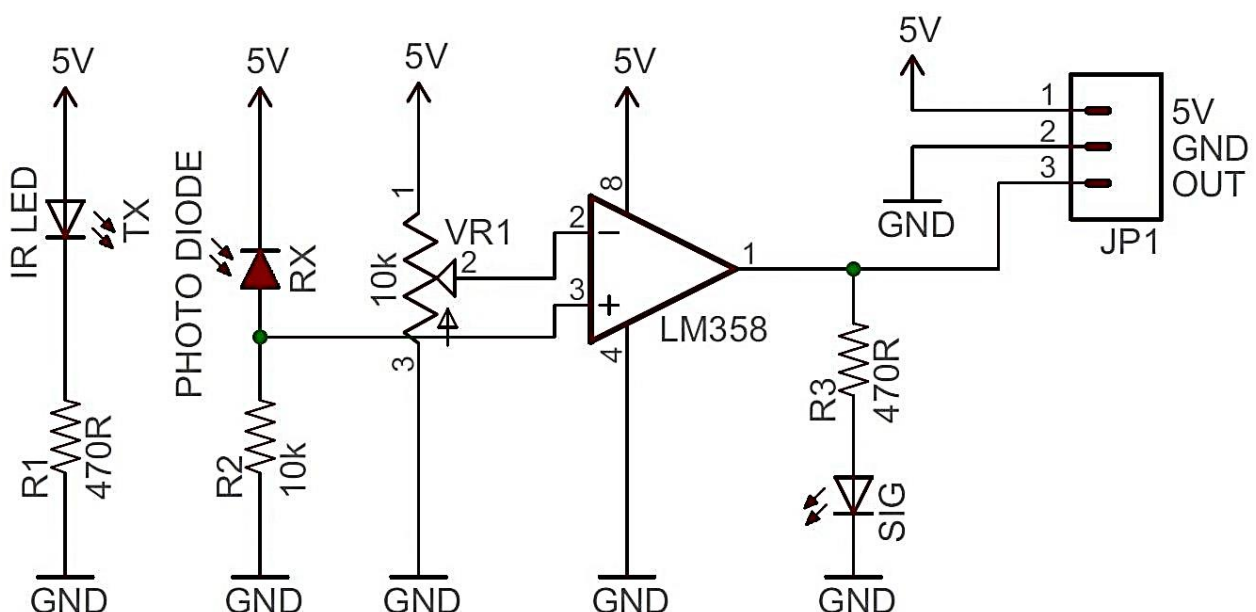 5V
IR LED
TX
R1
470R
GND
5V
PHOTO DIODE
RX
R2
10k
GND
5V
1
10k
VR1
2
3
GND
5V
8
2
3
1
4
LM358
GND
R3
470R
SIG
GND
5V
1
2
3
GND
5V
GND
OUT
JP1